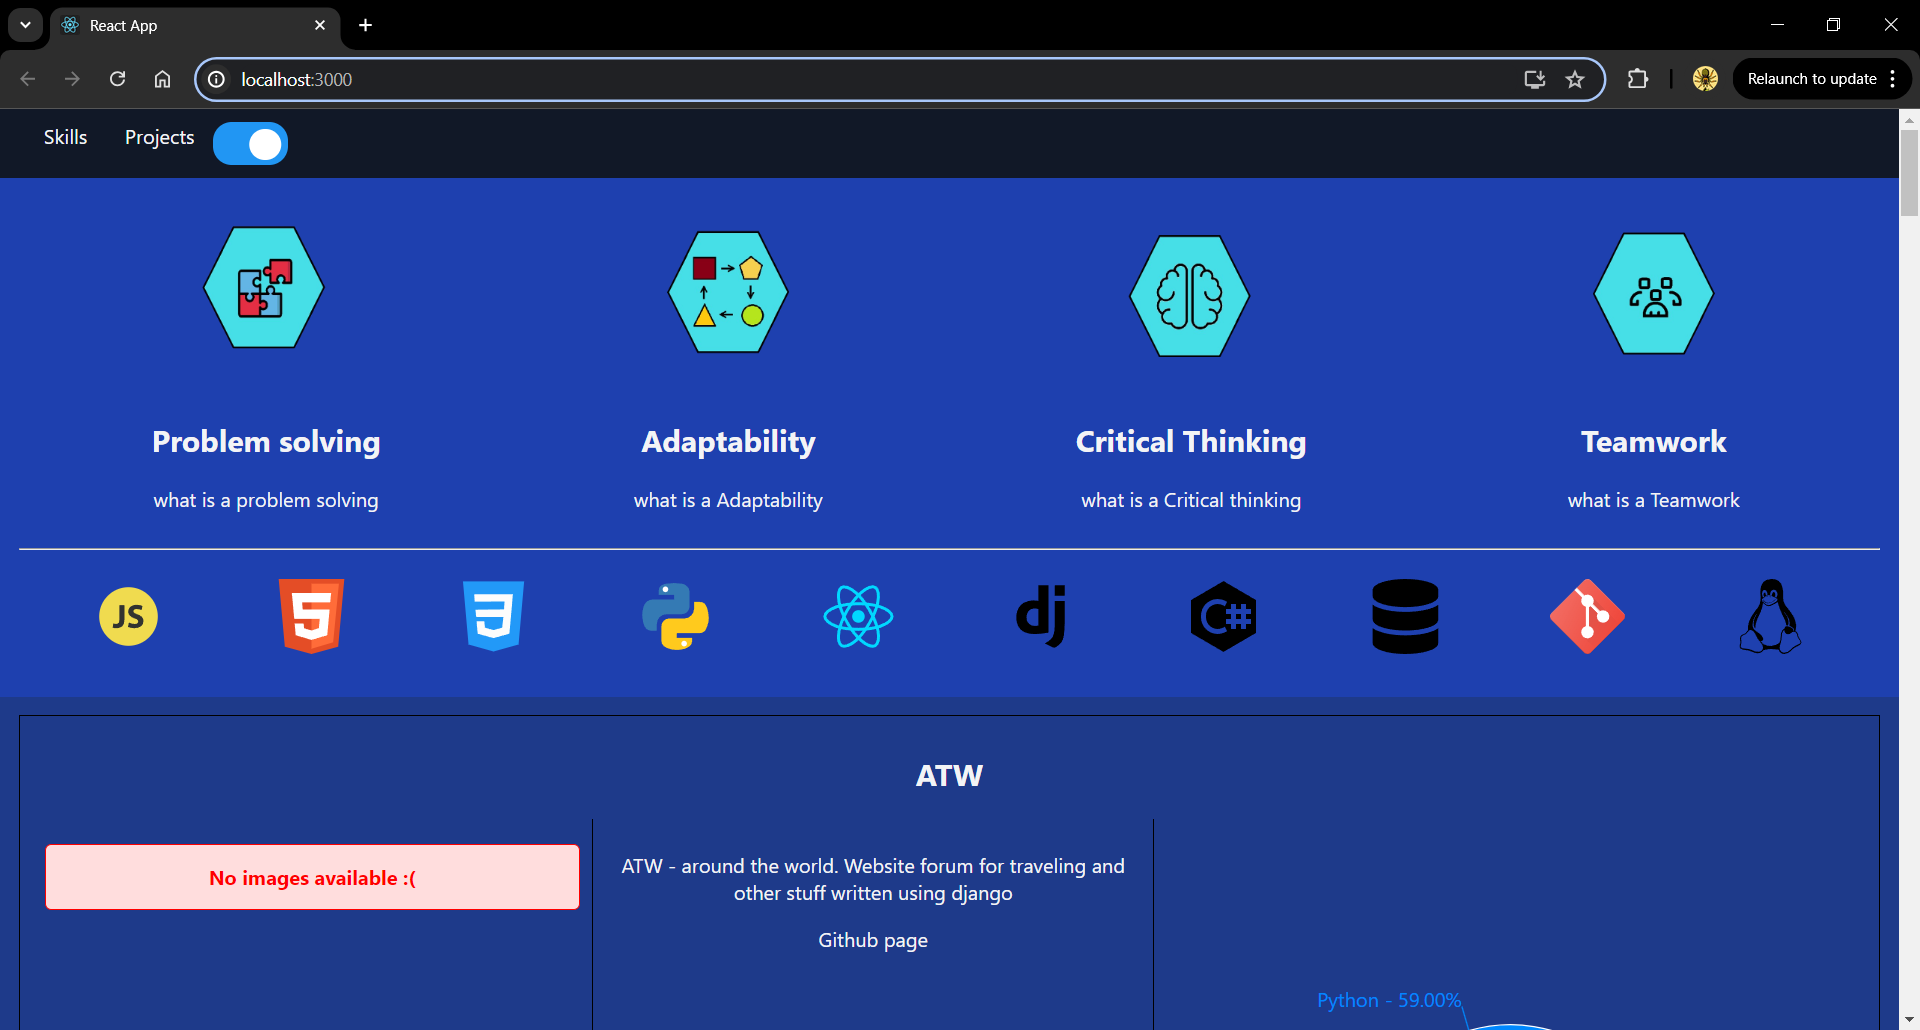 React App
localhost:3000
Relaunch to update
Skills Projects
Problem solving Adaptability Critical Thinking Teamwork
what is a problem solving what is a Adaptability what is a Critical thinking what is a Teamwork
JS 5 3 dj C#
ATW
No images available :(
ATW - around the world. Website forum for traveling and
other stuff written using django
Github page
Python - 59.00%